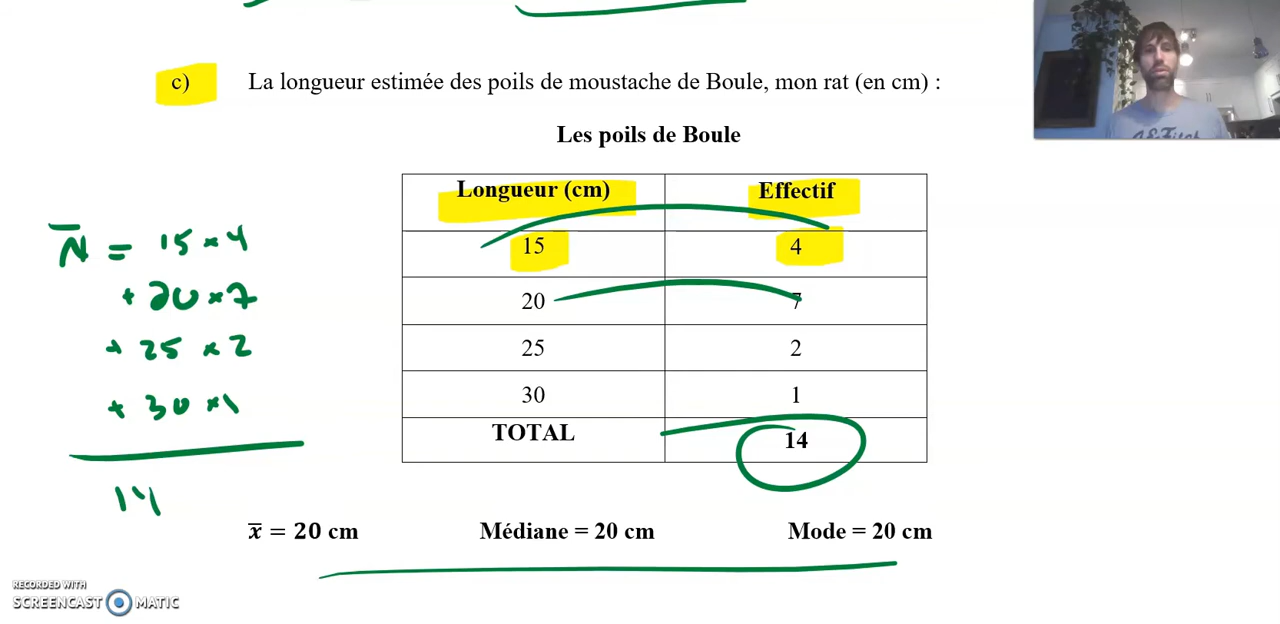 c) La longueur estimée des poils de moustache de Boule, mon rat (en cm) :
Les poils de Boule
Longueur (cm) Effectif
15 4
20 7
25 2
30 1
TOTAL 14
= 15 × 4
+ 20 × 7
+ 25 × 2
+ 30 × 1
14
x̅ = 20 cm Médiane = 20 cm Mode = 20 cm
RECORDED WITH
SCREENCAST MATIC